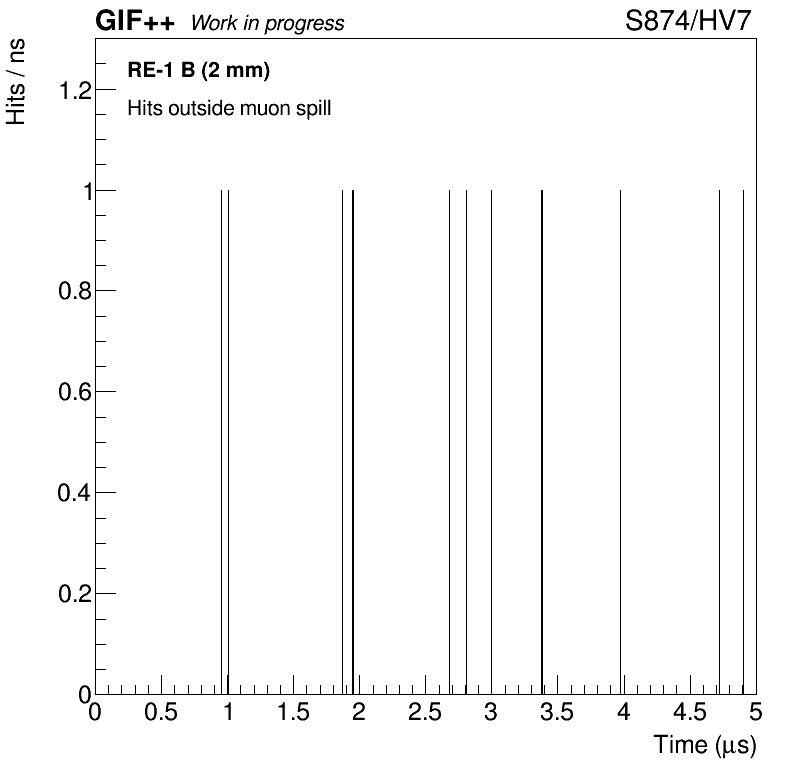 GIF++ Work in progress S874/HV7
Hits / ns
RE-1 B (2 mm)
Hits outside muon spill
1.2
1
0.8
0.6
0.4
0.2
0
0 0.5 1 1.5 2 2.5 3 3.5 4 4.5 5
Time (μs)